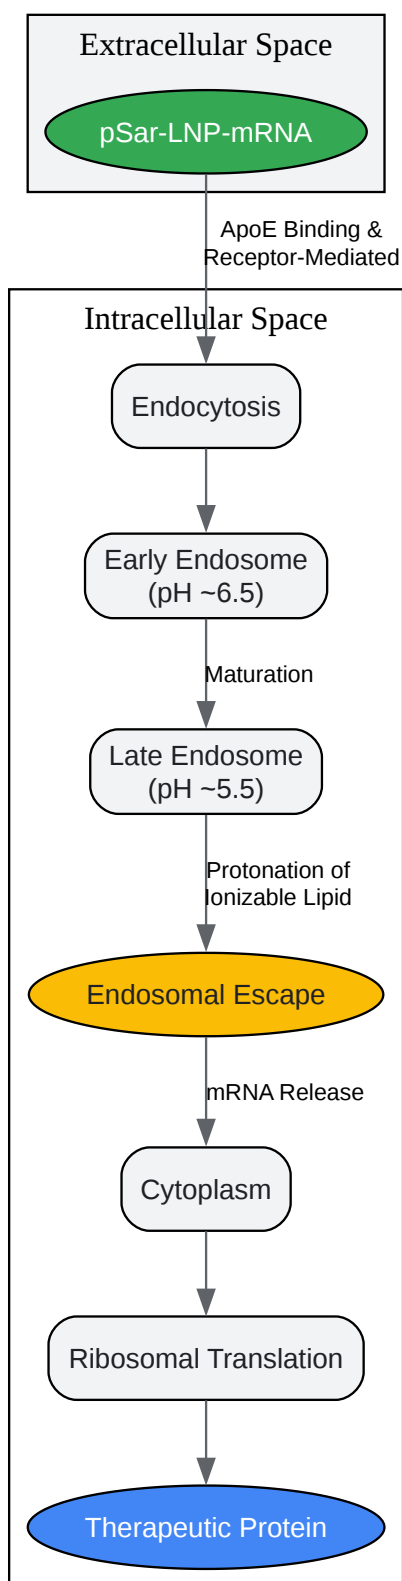 Extracellular Space
pSar-LNP-mRNA
ApoE Binding &
Receptor-Mediated
Intracellular Space
Endocytosis
Early Endosome
(pH ~6.5)
Maturation
Late Endosome
(pH ~5.5)
Protonation of
Ionizable Lipid
Endosomal Escape
mRNA Release
Cytoplasm
Ribosomal Translation
Therapeutic Protein